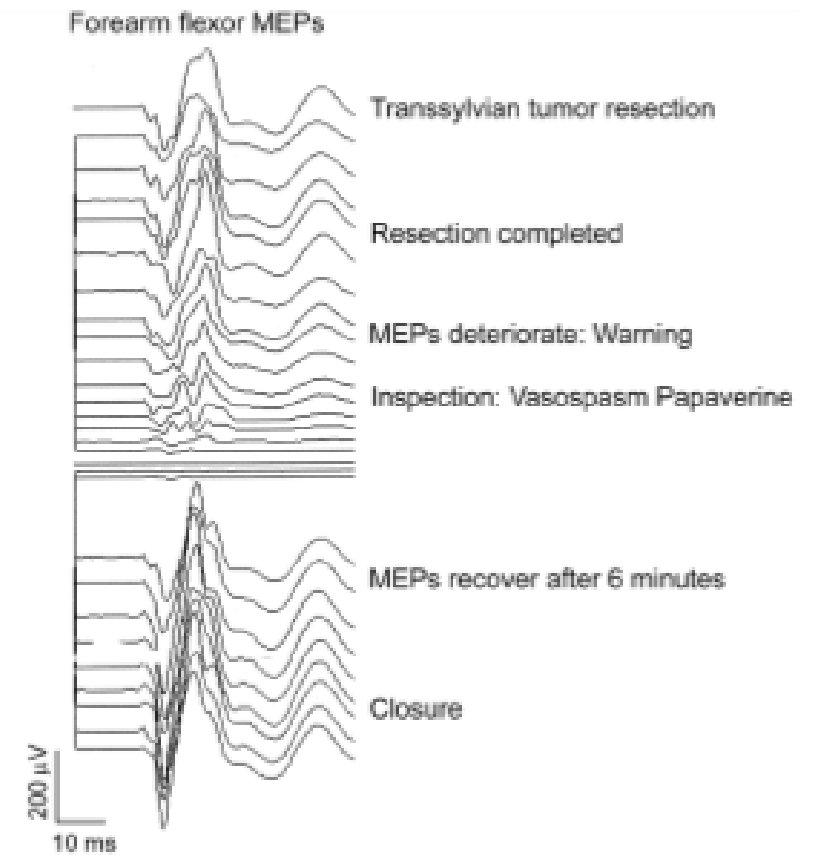 Forearm flexor MEPs
Transsylvian tumor resection
Resection completed
MEPs deteriorate: Warning
Inspection: Vasospasm Papaverine
MEPs recover after 6 minutes
Closure
200 μV
10 ms